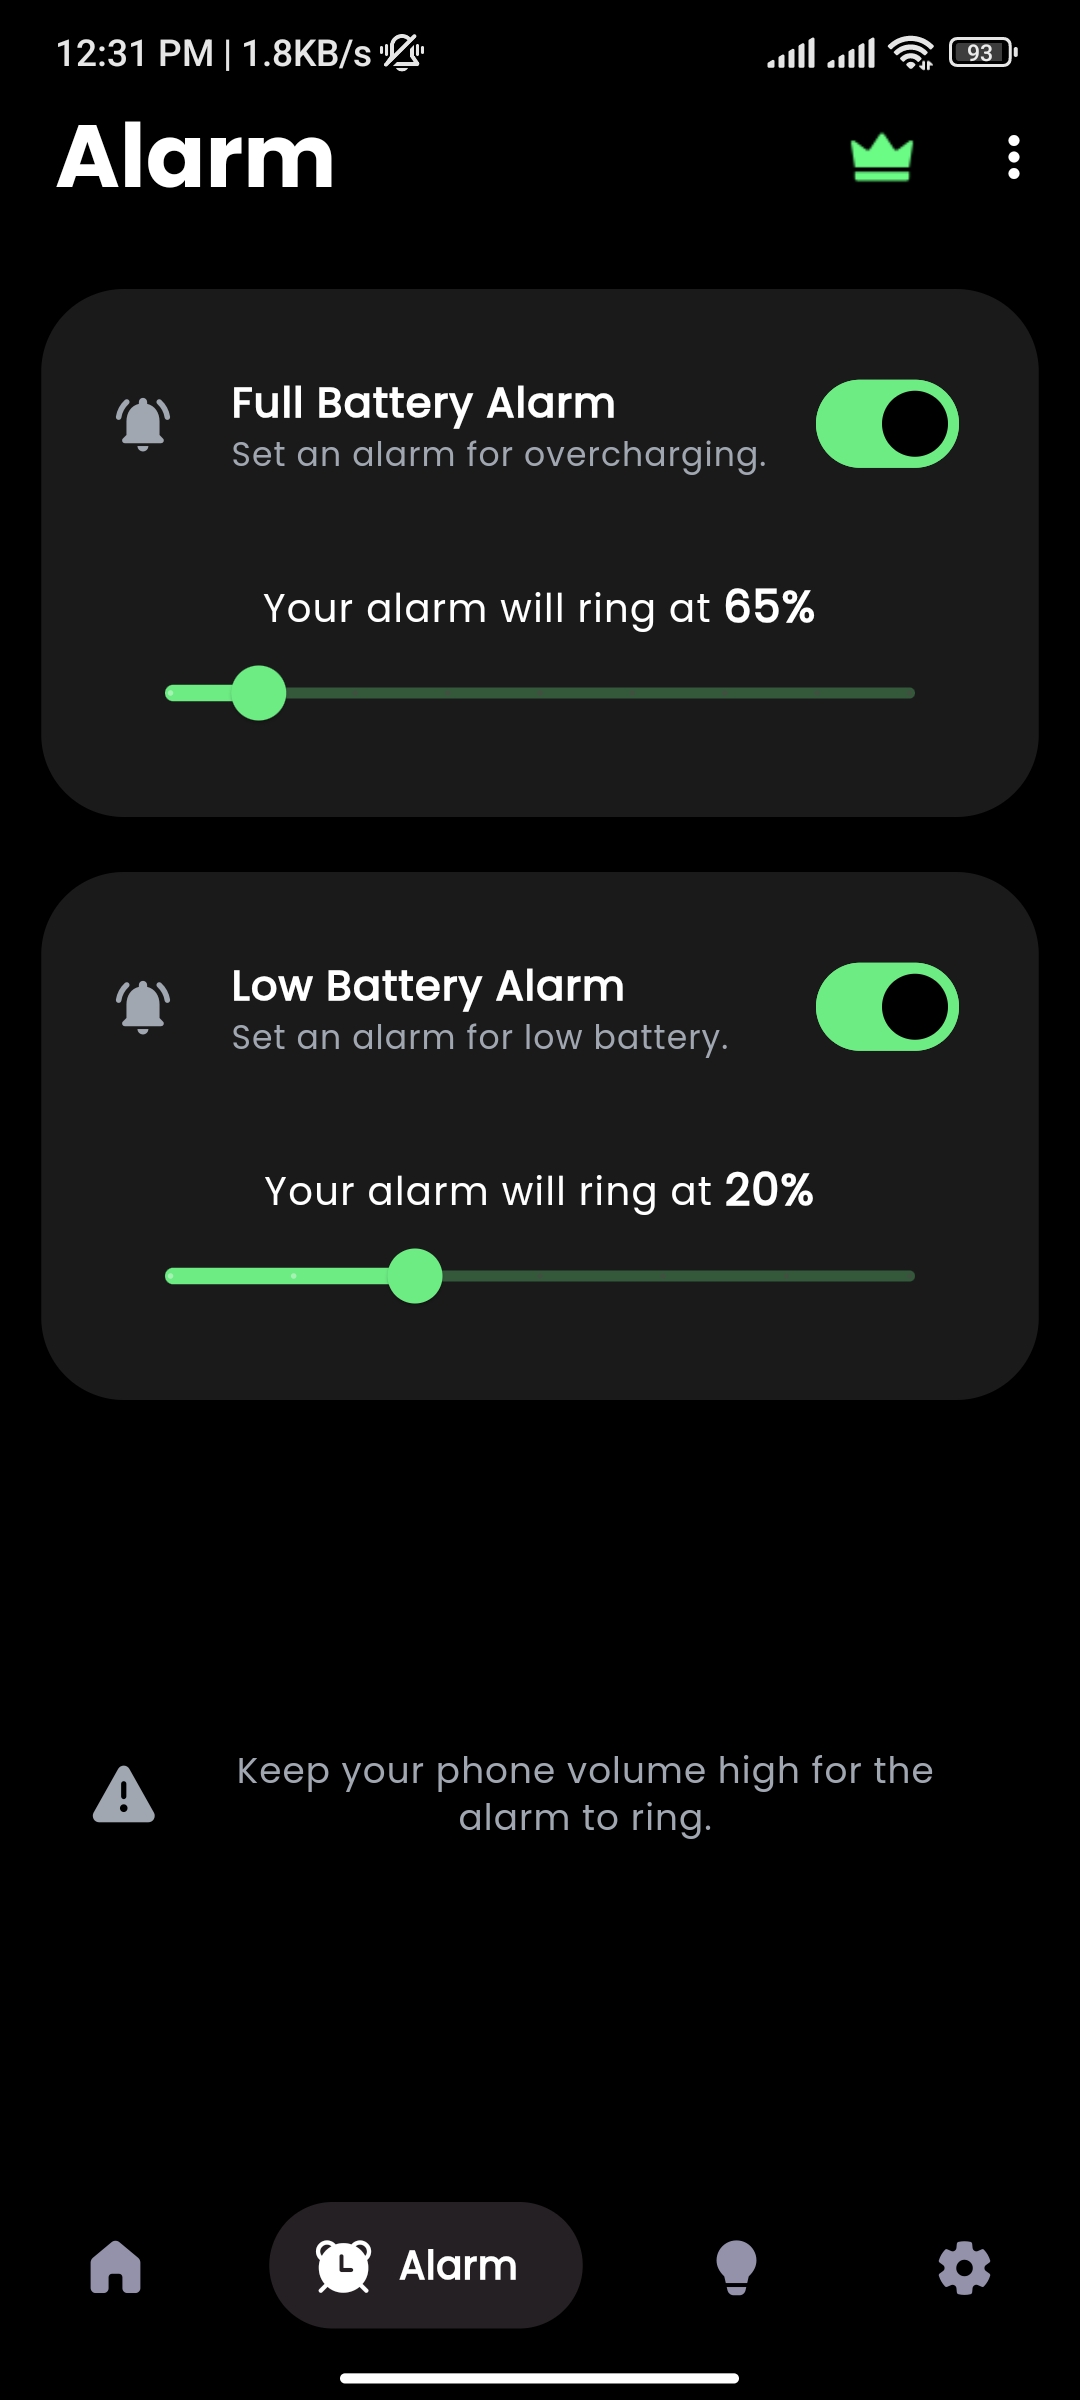 12:31 PM | 1.8KB/s
93
Alarm
Full Battery Alarm
Set an alarm for overcharging.
Your alarm will ring at 65%
Low Battery Alarm
Set an alarm for low battery.
Your alarm will ring at 20%
Keep your phone volume high for the
alarm to ring.
Alarm